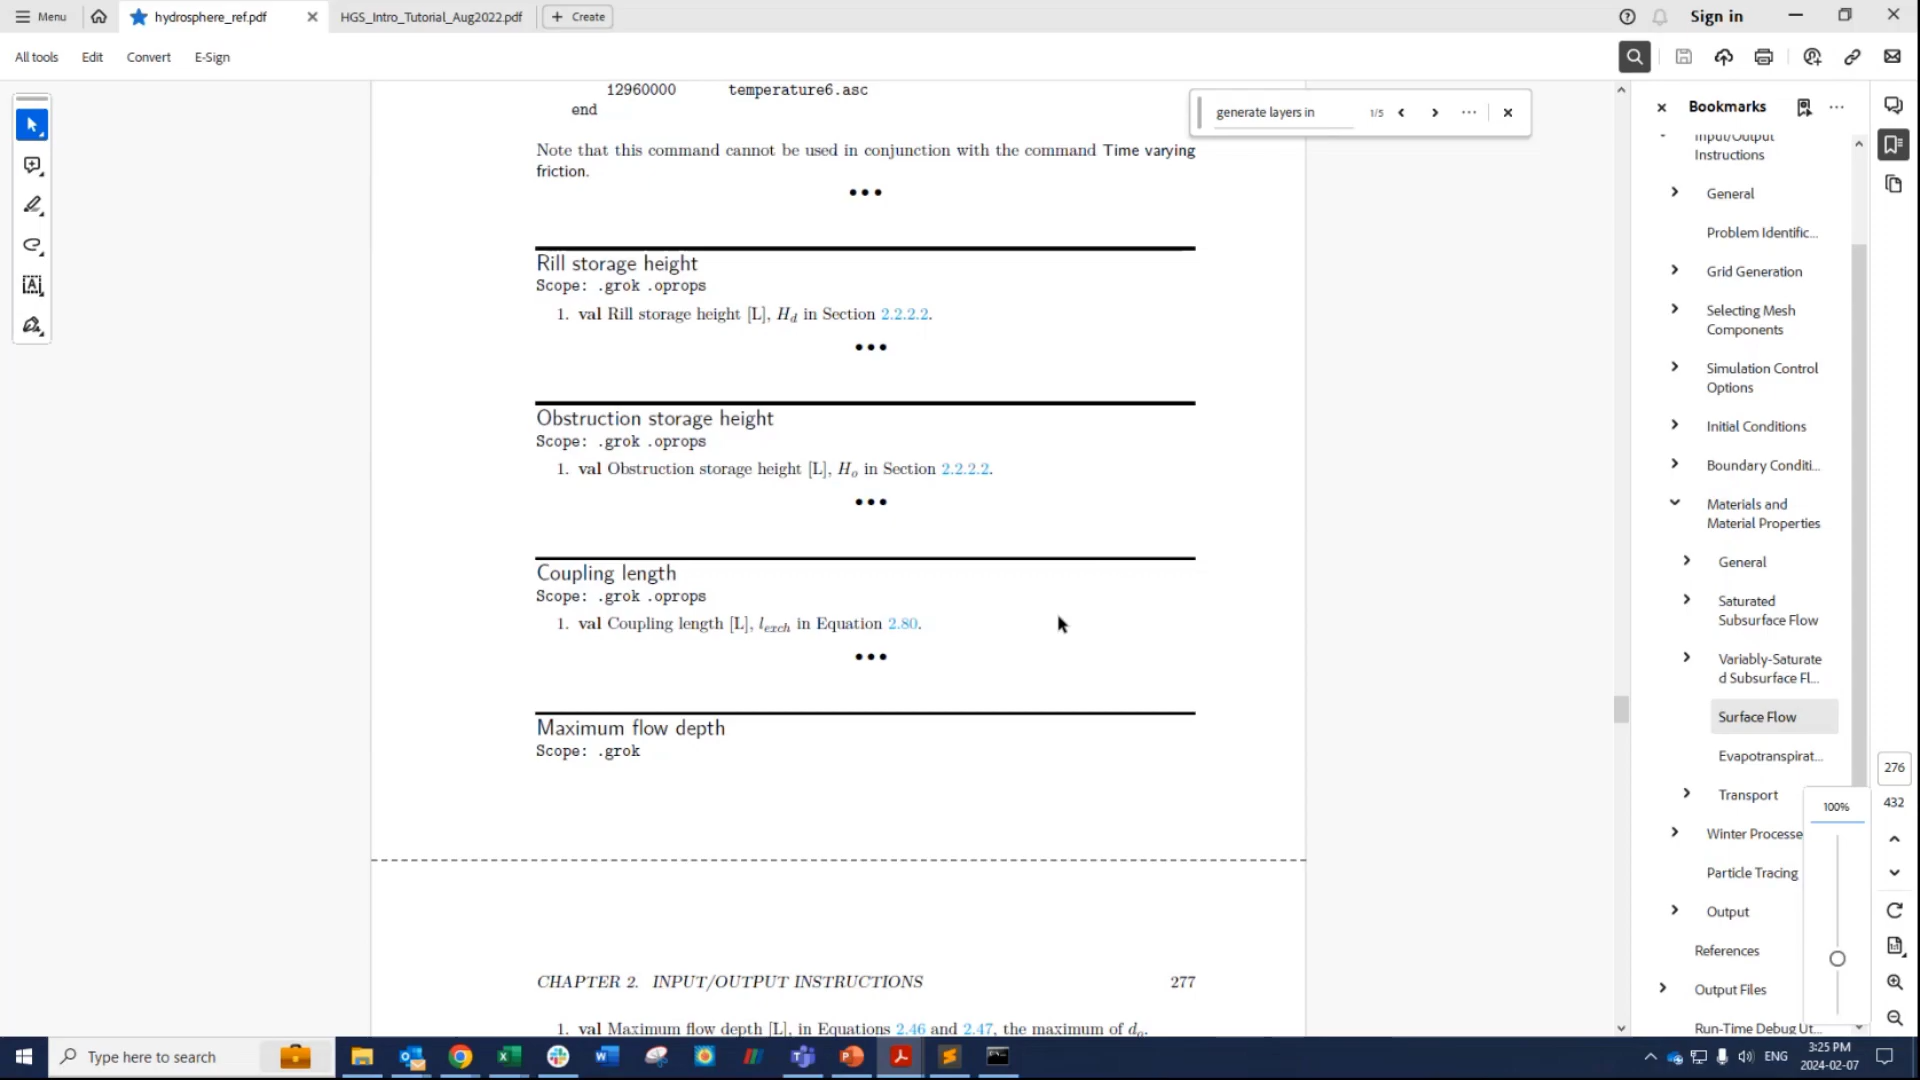 Menu
hydrosphere_ref.pdf
HGS_Intro_Tutorial_Aug2022.pdf
Create
Sign in
All tools
Edit
Convert
E-Sign
12960000 temperature6.asc
end
generate layers in
1/5
Note that this command cannot be used in conjunction with the command Time varying
friction.
•••
Rill storage height
Scope: .grok .oprops
1. val Rill storage height [L], Hd in Section 2.2.2.2.
•••
Obstruction storage height
Scope: .grok .oprops
1. val Obstruction storage height [L], Ho in Section 2.2.2.2.
•••
Coupling length
Scope: .grok .oprops
1. val Coupling length [L], lexch in Equation 2.80.
•••
Maximum flow depth
Scope: .grok
CHAPTER 2. INPUT/OUTPUT INSTRUCTIONS 277
1. val Maximum flow depth [L], in Equations 2.46 and 2.47, the maximum of do.
Bookmarks
Input/Output
Instructions
General
Problem Identific...
Grid Generation
Selecting Mesh
Components
Simulation Control
Options
Initial Conditions
Boundary Conditi...
Materials and
Material Properties
General
Saturated
Subsurface Flow
Variably-Saturate
d Subsurface Fl...
Surface Flow
Evapotranspirat...
Transport
Winter Processe
Particle Tracing
Output
References
Output Files
Run-Time Debug Ut...
100%
276
432
Type here to search
ENG
3:25 PM
2024-02-07